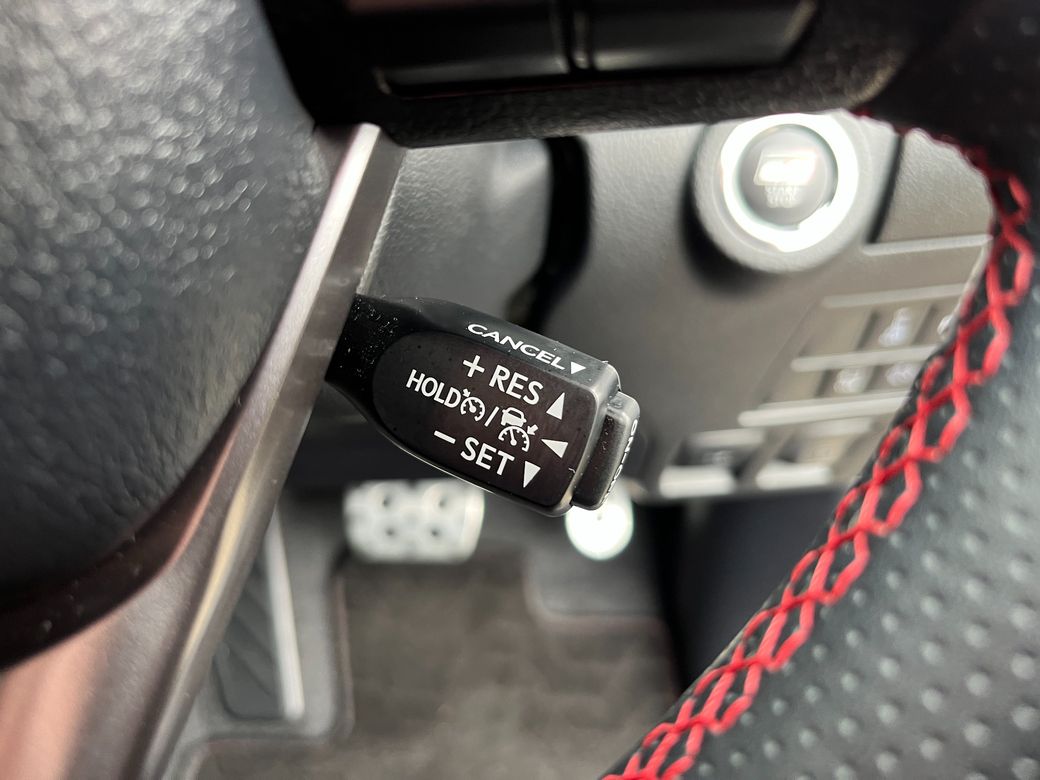 CANCEL
+ RES
HOLD /
− SET